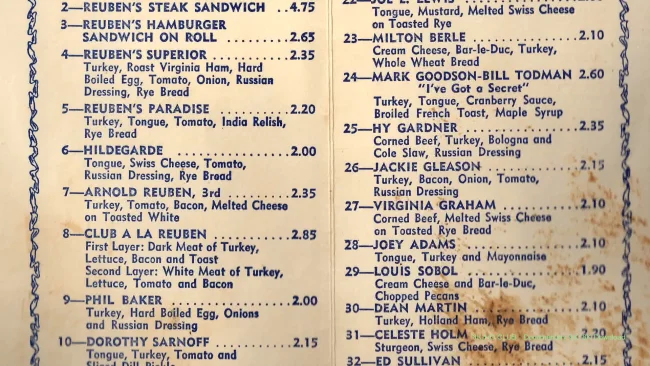 2—REUBEN'S STEAK SANDWICH ..4.75
3—REUBEN'S HAMBURGER
SANDWICH ON ROLL ..........2.65
4—REUBEN'S SUPERIOR ..........2.35
Turkey, Roast Virginia Ham, Hard
Boiled Egg, Tomato, Onion, Russian
Dressing, Rye Bread
5—REUBEN'S PARADISE ..........2.20
Turkey, Tongue, Tomato, India Relish,
Rye Bread
6—HILDEGARDE ..................2.00
Tongue, Swiss Cheese, Tomato,
Russian Dressing, Rye Bread
7—ARNOLD REUBEN, 3rd ........2.35
Turkey, Tomato, Bacon, Melted Cheese
on Toasted White
8—CLUB A LA REUBEN ............2.85
First Layer: Dark Meat of Turkey,
Lettuce, Bacon and Toast
Second Layer: White Meat of Turkey,
Lettuce, Tomato and Bacon
9—PHIL BAKER ..................2.00
Turkey, Hard Boiled Egg, Onions
and Russian Dressing
10—DOROTHY SARNOFF ............2.15
Tongue, Turkey, Tomato and
Sliced Dill Pickle
22—JOE E. LEWIS
Tongue, Mustard, Melted Swiss Cheese
on Toasted Rye
23—MILTON BERLE ................2.10
Cream Cheese, Bar-le-Duc, Turkey,
Whole Wheat Bread
24—MARK GOODSON-BILL TODMAN 2.60
"I've Got a Secret"
Turkey, Tongue, Cranberry Sauce,
Broiled French Toast, Maple Syrup
25—HY GARDNER ..................2.35
Corned Beef, Turkey, Bologna and
Cole Slaw, Russian Dressing
26—JACKIE GLEASON ..............2.15
Turkey, Bacon, Onion, Tomato,
Russian Dressing
27—VIRGINIA GRAHAM ............2.10
Corned Beef, Melted Swiss Cheese
on Toasted Rye Bread
28—JOEY ADAMS ..................2.10
Tongue, Turkey and Mayonnaise
29—LOUIS SOBOL ..................1.90
Cream Cheese and Bar-le-Duc,
Chopped Pecans
30—DEAN MARTIN ................2.10
Turkey, Holland Ham, Rye Bread
31—CELESTE HOLM ................2.20
Sturgeon, Swiss Cheese, Rye Bread
32—ED SULLIVAN ..................2.15